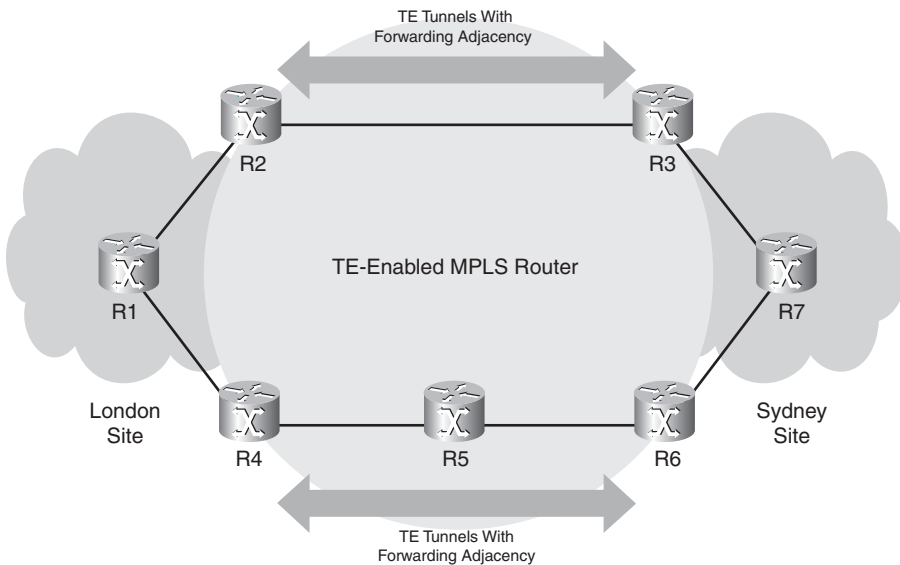 TE Tunnels With
Forwarding Adjacency
R2
R3
TE-Enabled MPLS Router
R1
R7
London
Site
Sydney
Site
R4
R5
R6
TE Tunnels With
Forwarding Adjacency